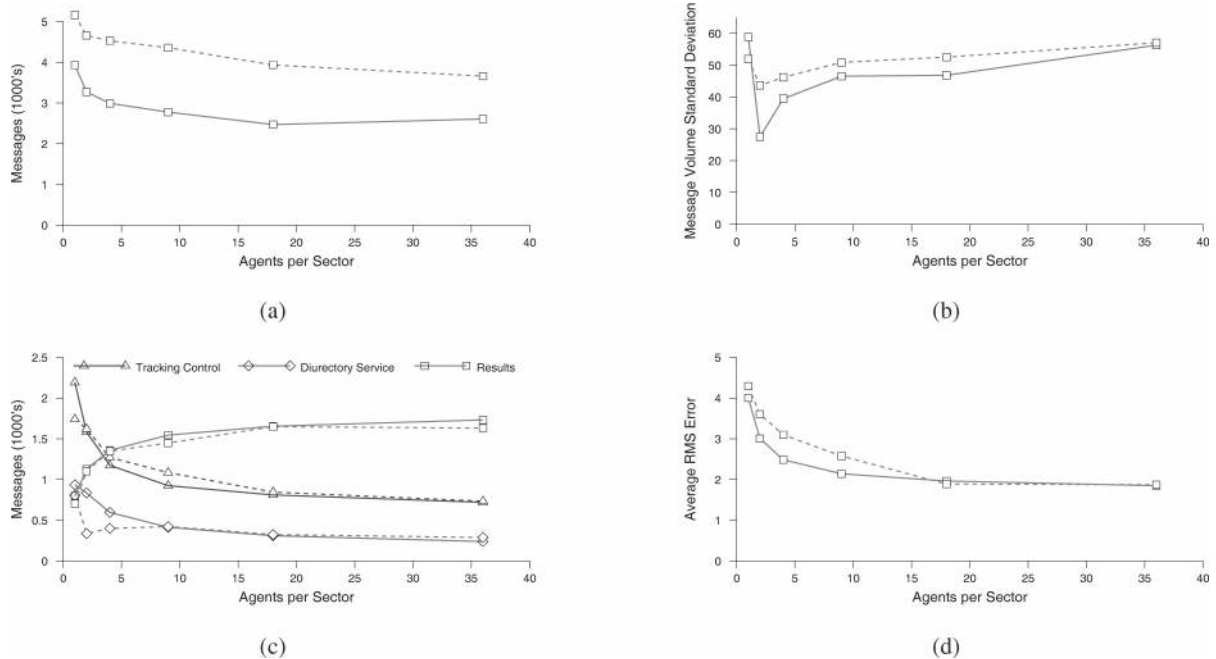 Messages (1000's)
5
4
3
2
1
0
0 5 10 15 20 25 30 35 40
Agents per Sector
(a)
Message Volume Standard Deviation
60
50
40
30
20
10
0
0 5 10 15 20 25 30 35 40
Agents per Sector
(b)
Messages (1000's)
2.5
2
1.5
1
0.5
0
Tracking Control Diurectory Service Results
0 5 10 15 20 25 30 35 40
Agents per Sector
(c)
Average RMS Error
5
4
3
2
1
0
0 5 10 15 20 25 30 35 40
Agents per Sector
(d)